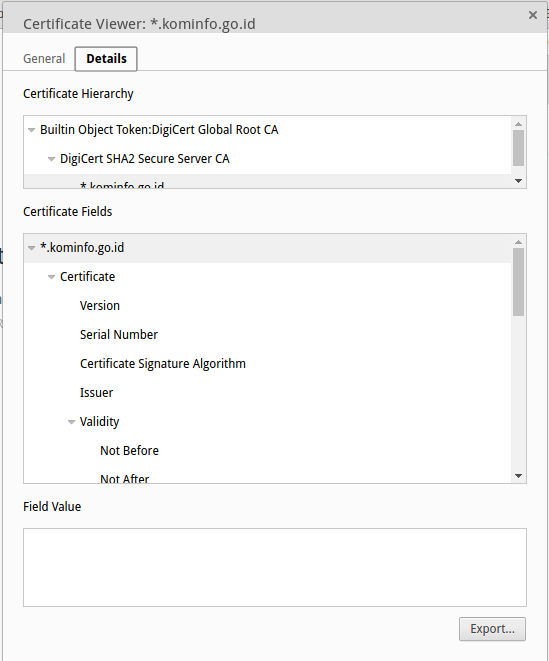 Certificate Viewer: *.kominfo.go.id
General
Details
Certificate Hierarchy
Builtin Object Token:DigiCert Global Root CA
DigiCert SHA2 Secure Server CA
*.kominfo.go.id
Certificate Fields
*.kominfo.go.id
Certificate
Version
Serial Number
Certificate Signature Algorithm
Issuer
Validity
Not Before
Not After
Field Value
Export...